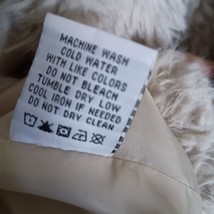 MACHINE WASH
COLD WATER
WITH LIKE COLORS
DO NOT BLEACH
TUMBLE DRY LOW
COOL IRON IF NEEDED
DO NOT DRY CLEAN